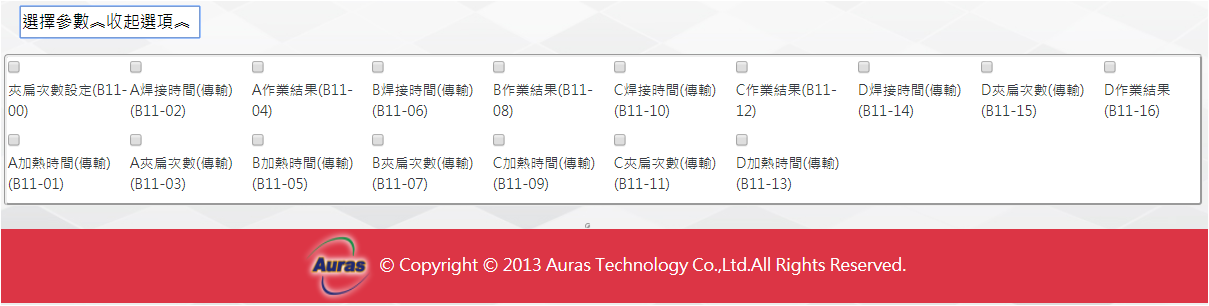 選擇參數︽收起選項︽
夾扁次數設定(B11-
00)
A焊接時間(傳輸)
(B11-02)
A作業結果(B11-
04)
B焊接時間(傳輸)
(B11-06)
B作業結果(B11-
08)
C焊接時間(傳輸)
(B11-10)
C作業結果(B11-
12)
D焊接時間(傳輸)
(B11-14)
D夾扁次數(傳輸)
(B11-15)
D作業結果
(B11-16)
A加熱時間(傳輸)
(B11-01)
A夾扁次數(傳輸)
(B11-03)
B加熱時間(傳輸)
(B11-05)
B夾扁次數(傳輸)
(B11-07)
C加熱時間(傳輸)
(B11-09)
C夾扁次數(傳輸)
(B11-11)
D加熱時間(傳輸)
(B11-13)
Auras © Copyright © 2013 Auras Technology Co.,Ltd.All Rights Reserved.